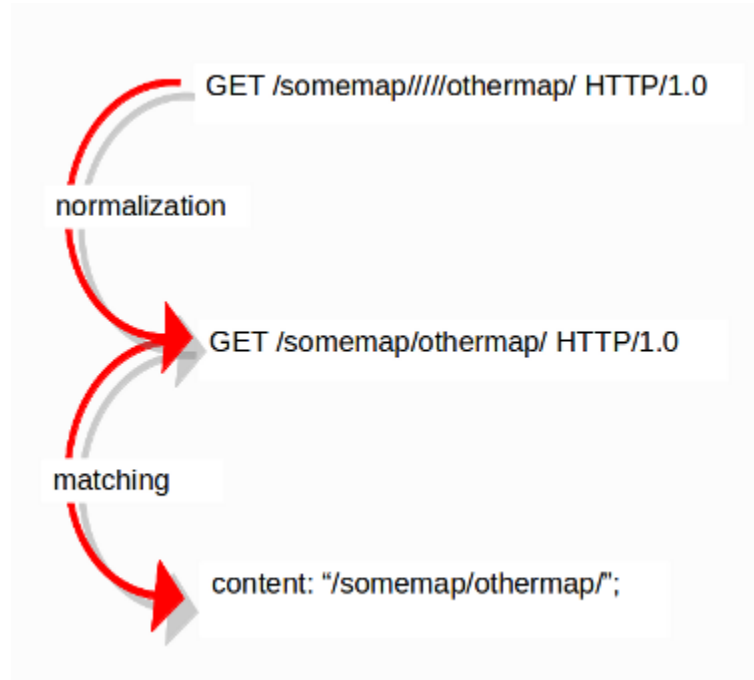 GET /somemap/////othermap/ HTTP/1.0
normalization
GET /somemap/othermap/ HTTP/1.0
matching
content: “/somemap/othermap/”;